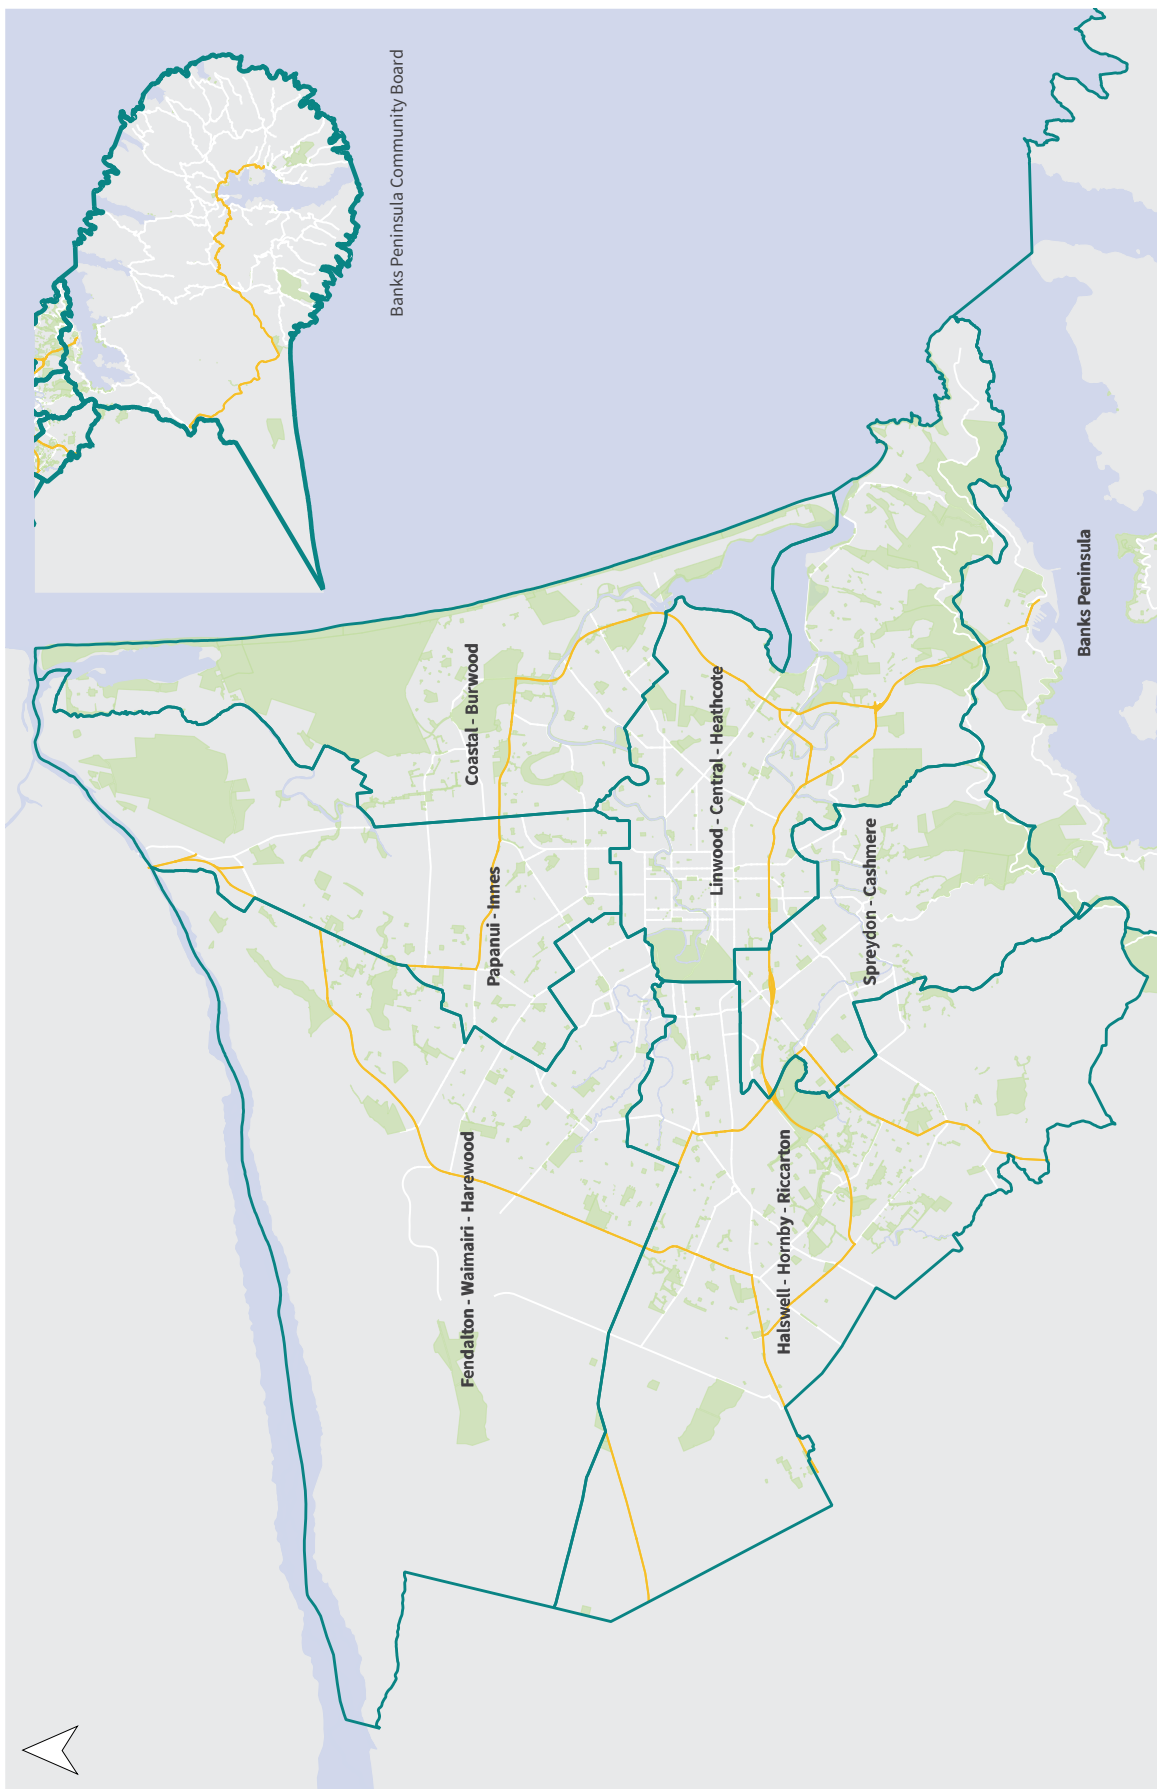 Banks Peninsula Community Board
Coastal - Burwood
Papanui - Innes
Fendalton - Waimairi - Harewood
Linwood - Central - Heathcote
Halswell - Hornby - Riccarton
Spreydon - Cashmere
Banks Peninsula